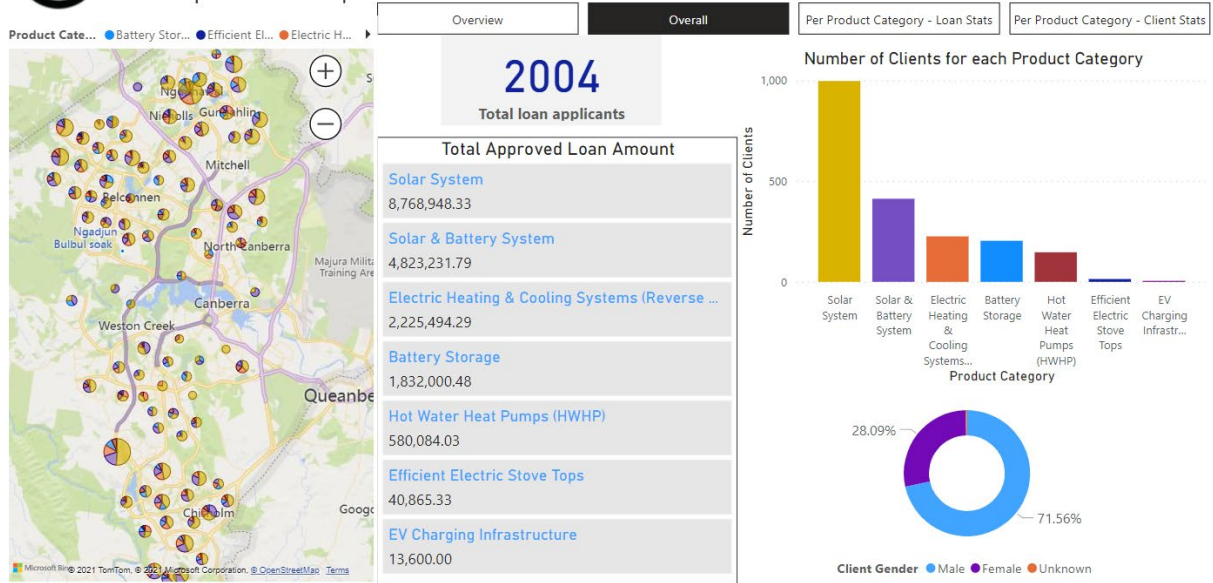 Overview
Overall
Per Product Category - Loan Stats
Per Product Category - Client Stats
Product Cate...
Battery Stor...
Efficient El...
Electric H...
Nicholls
Mitchell
Belconnen
Ngadjun
Bulbul soak
North Canberra
Majura Milita
Training Are
Canberra
Weston Creek
Queanbe
Chisholm
Googo
Microsoft Bing
© 2021 TomTom, © 2021 Microsoft Corporation, © OpenStreetMap Terms
2004
Total loan applicants
Total Approved Loan Amount
Solar System
8,768,948.33
Solar & Battery System
4,823,231.79
Electric Heating & Cooling Systems (Reverse ...
2,225,494.29
Battery Storage
1,832,000.48
Hot Water Heat Pumps (HWHP)
580,084.03
Efficient Electric Stove Tops
40,865.33
EV Charging Infrastructure
13,600.00
Number of Clients for each Product Category
Number of Clients
1,000
500
0
Solar
System
Solar &
Battery
System
Electric
Heating
&
Cooling
Systems...
Battery
Storage
Hot
Water
Heat
Pumps
(HWHP)
Efficient
Electric
Stove
Tops
EV
Charging
Infrastr...
Product Category
28.09%
71.56%
Client Gender
Male
Female
Unknown